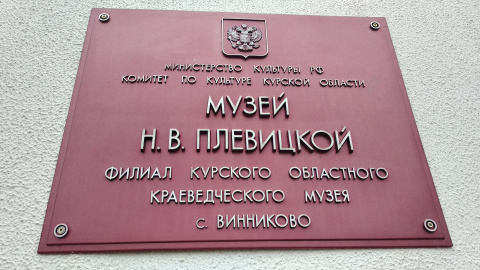 МИНИСТЕРСТВО КУЛЬТУРЫ РФ
КОМИТЕТ ПО КУЛЬТУРЕ КУРСКОЙ ОБЛАСТИ
МУЗЕЙ
Н. В. ПЛЕВИЦКОЙ
ФИЛИАЛ КУРСКОГО ОБЛАСТНОГО
КРАЕВЕДЧЕСКОГО МУЗЕЯ
с. ВИННИКОВО